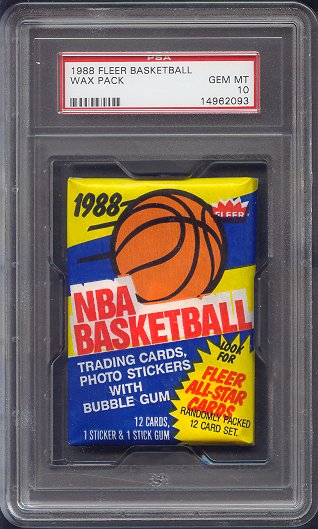 PSA
1988 FLEER BASKETBALL
WAX PACK
GEM MT
10
14962093
1988
FLEER
NBA
BASKETBALL
TRADING CARDS,
PHOTO STICKERS
WITH
BUBBLE GUM
12 CARDS,
1 STICKER & 1 STICK GUM
LOOK
FOR
FLEER
ALL-STAR
CARDS
RANDOMLY PACKED
12 CARD SET.